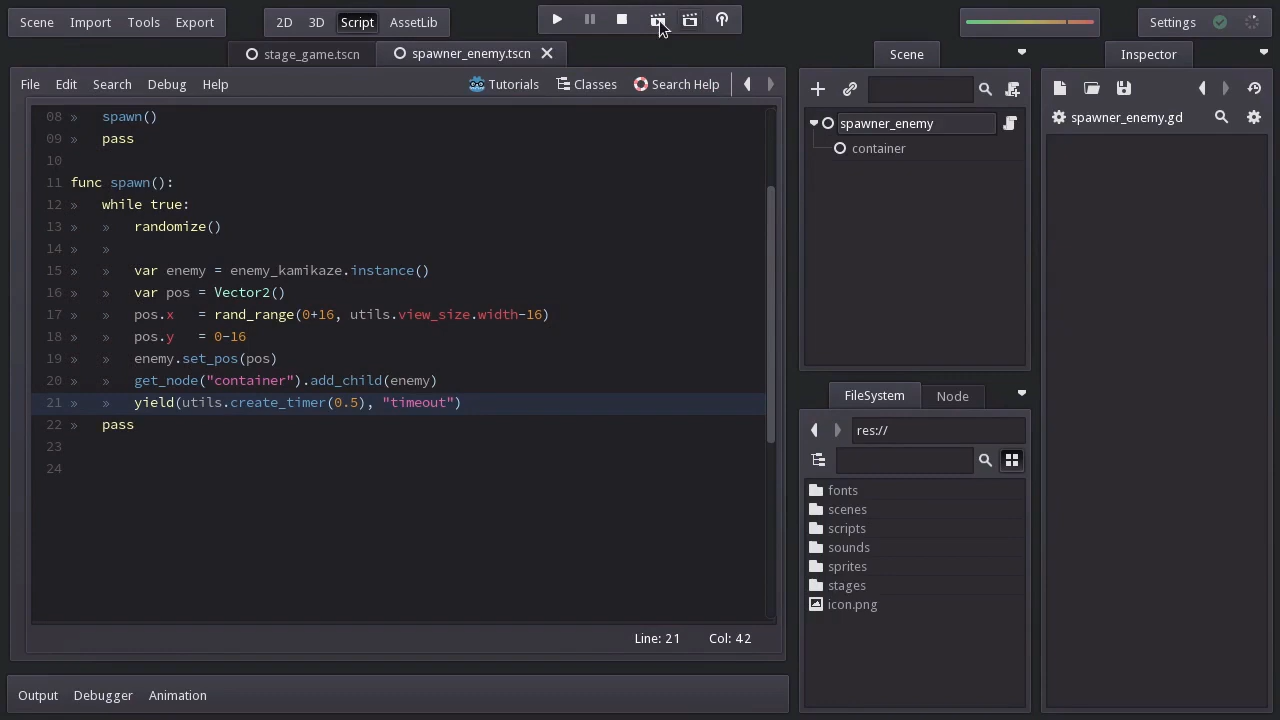 Scene Import Tools Export 2D 3D Script AssetLib Settings
stage_game.tscn spawner_enemy.tscn Scene Inspector
File Edit Search Debug Help Tutorials Classes Search Help
08 » spawn()
09 » pass
10
11 func spawn():
12 » while true:
13 » » randomize()
14 » »
15 » » var enemy = enemy_kamikaze.instance()
16 » » var pos = Vector2()
17 » » pos.x = rand_range(0+16, utils.view_size.width-16)
18 » » pos.y = 0-16
19 » » enemy.set_pos(pos)
20 » » get_node("container").add_child(enemy)
21 » » yield(utils.create_timer(0.5), "timeout")
22 » pass
23
24
Line: 21 Col: 42
Output Debugger Animation
spawner_enemy
container
FileSystem Node
res://
fonts
scenes
scripts
sounds
sprites
stages
icon.png
spawner_enemy.gd